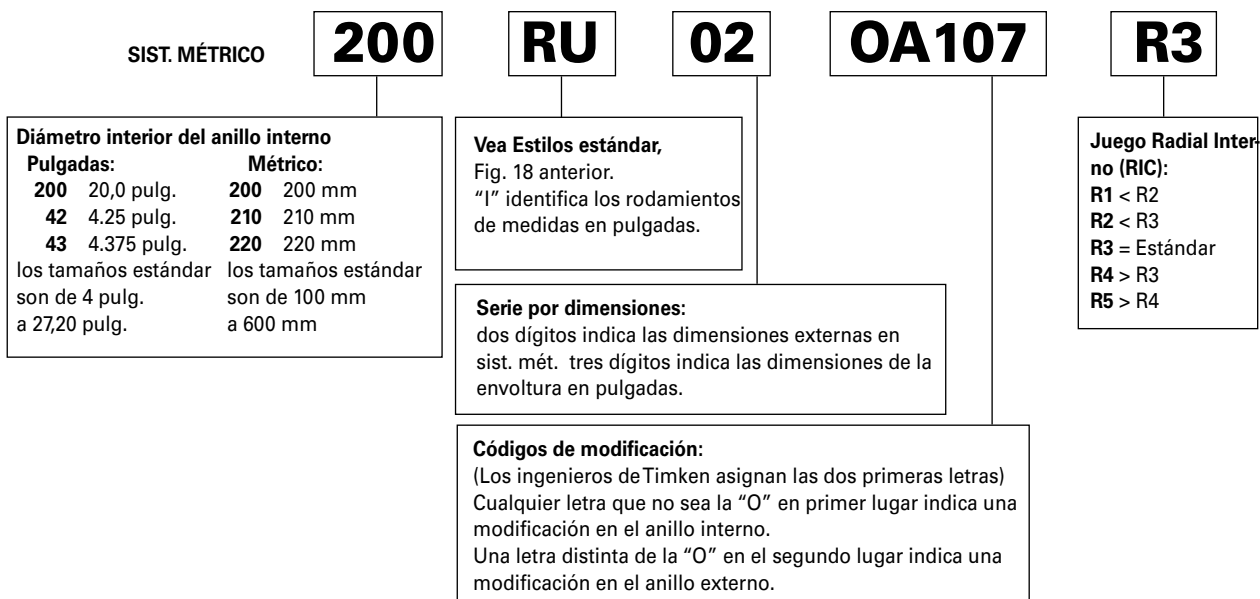 SIST. MÉTRICO 200 RU 02 OA107 R3
Diámetro interior del anillo interno
Pulgadas: Métrico:
200 20,0 pulg. 200 200 mm
42 4.25 pulg. 210 210 mm
43 4.375 pulg. 220 220 mm
los tamaños estándar los tamaños estándar
son de 4 pulg. son de 100 mm
a 27,20 pulg. a 600 mm
Vea Estilos estándar,
Fig. 18 anterior.
“I” identifica los rodamientos
de medidas en pulgadas.
Juego Radial Inter-
no (RIC):
R1 < R2
R2 < R3
R3 = Estándar
R4 > R3
R5 > R4
Serie por dimensiones:
dos dígitos indica las dimensiones externas en
sist. mét. tres dígitos indica las dimensiones de la
envoltura en pulgadas.
Códigos de modificación:
(Los ingenieros de Timken asignan las dos primeras letras)
Cualquier letra que no sea la “O” en primer lugar indica una
modificación en el anillo interno.
Una letra distinta de la “O” en el segundo lugar indica una
modificación en el anillo externo.